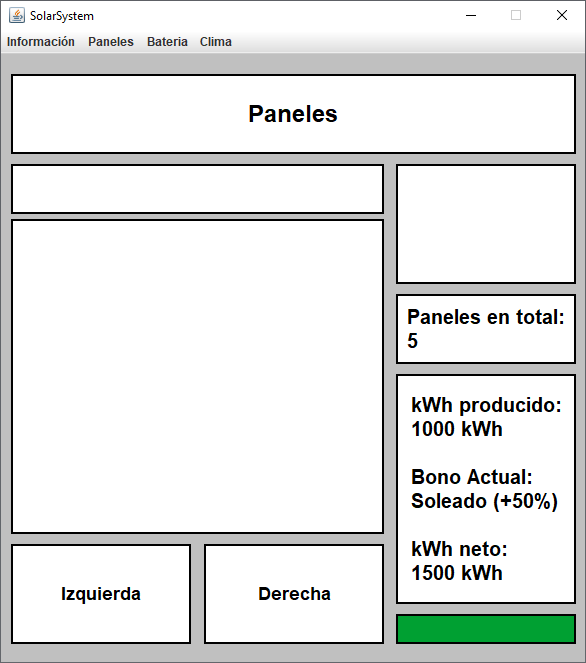 SolarSystem
Información Paneles Bateria Clima
Paneles
Paneles en total:
5
kWh producido:
1000 kWh
Bono Actual:
Soleado (+50%)
kWh neto:
1500 kWh
Izquierda
Derecha